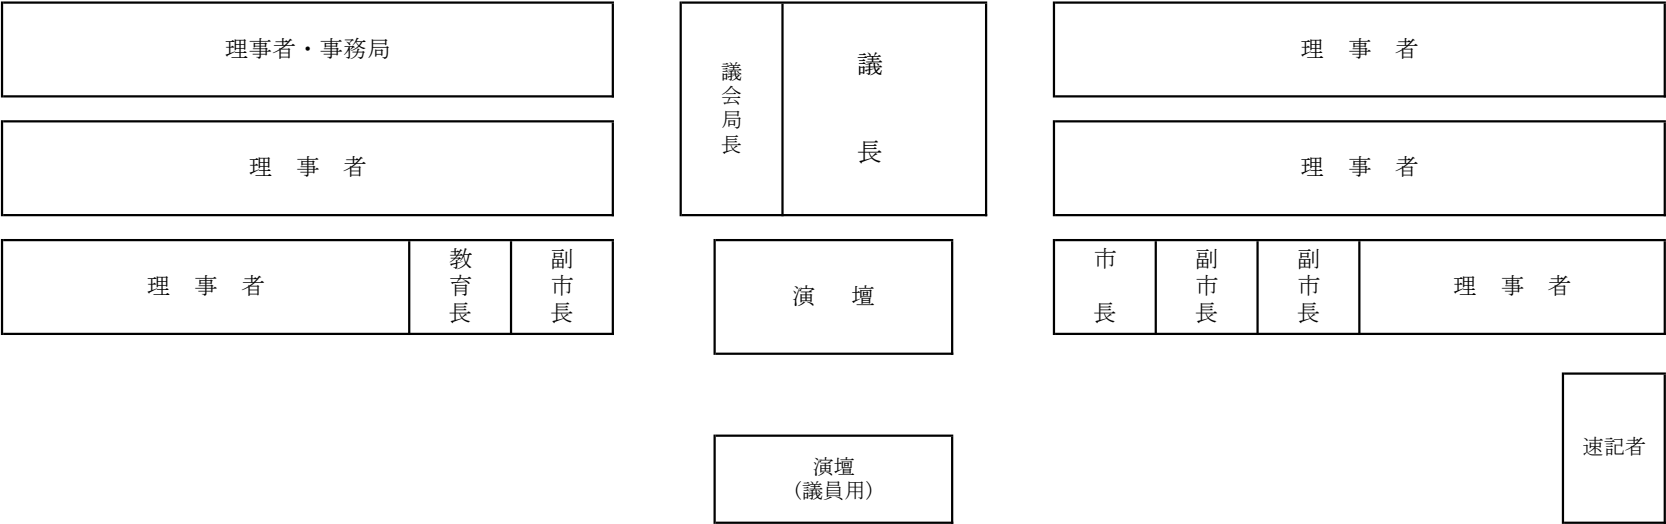 理事者・事務局
議会局長
議長
理事者
理事者
理事者
理事者
教育長
副市長
演壇
市長
副市長
副市長
理事者
演壇
(議員用)
速記者